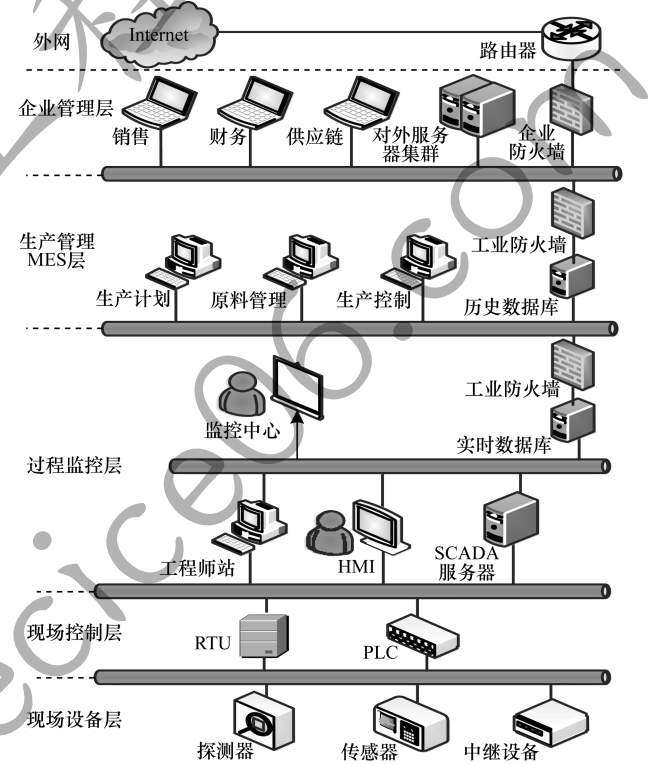 外网
Internet
路由器
企业管理层
销售
财务
供应链
对外服务
器集群
企业
防火墙
生产管理
MES层
生产计划
原料管理
生产控制
工业防火墙
历史数据库
工业防火墙
监控中心
实时数据库
过程监控层
工程师站
HMI
SCADA
服务器
现场控制层
RTU
PLC
现场设备层
探测器
传感器
中继设备